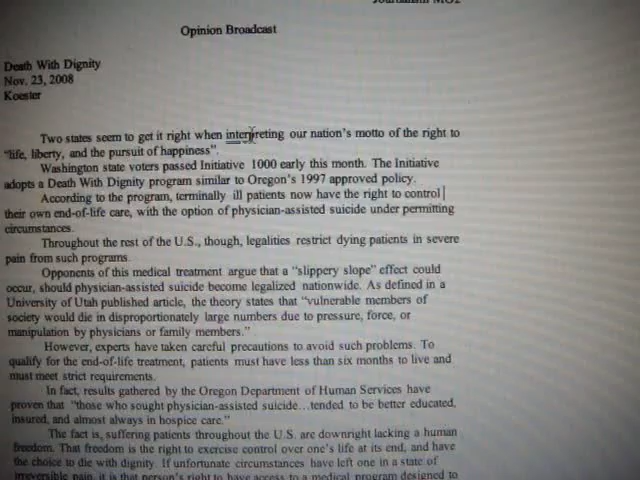 Journalism MO2
Opinion Broadcast
Death With Dignity
Nov. 23, 2008
Koester
Two states seem to get it right when interpreting our nation's motto of the right to
"life, liberty, and the pursuit of happiness".
Washington state voters passed Initiative 1000 early this month. The Initiative
adopts a Death With Dignity program similar to Oregon's 1997 approved policy.
According to the program, terminally ill patients now have the right to control
their own end-of-life care, with the option of physician-assisted suicide under permitting
circumstances.
Throughout the rest of the U.S., though, legalities restrict dying patients in severe
pain from such programs.
Opponents of this medical treatment argue that a "slippery slope" effect could
occur, should physician-assisted suicide become legalized nationwide. As defined in a
University of Utah published article, the theory states that "vulnerable members of
society would die in disproportionately large numbers due to pressure, force, or
manipulation by physicians or family members."
However, experts have taken careful precautions to avoid such problems. To
qualify for the end-of-life treatment, patients must have less than six months to live and
must meet strict requirements.
In fact, results gathered by the Oregon Department of Human Services have
proven that "those who sought physician-assisted suicide…tended to be better educated,
insured, and almost always in hospice care."
The fact is, suffering patients throughout the U.S. are downright lacking a human
freedom. That freedom is the right to exercise control over one's life at its end, and have
the choice to die with dignity. If unfortunate circumstances have left one in a state of
irreversible pain, it is that person's right to have access to a medical program designed to